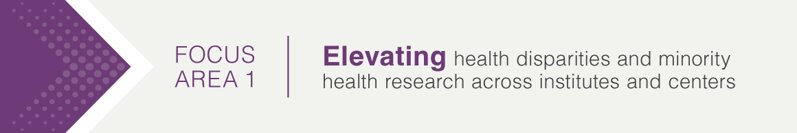 FOCUS
AREA 1
Elevating health disparities and minority
health research across institutes and centers